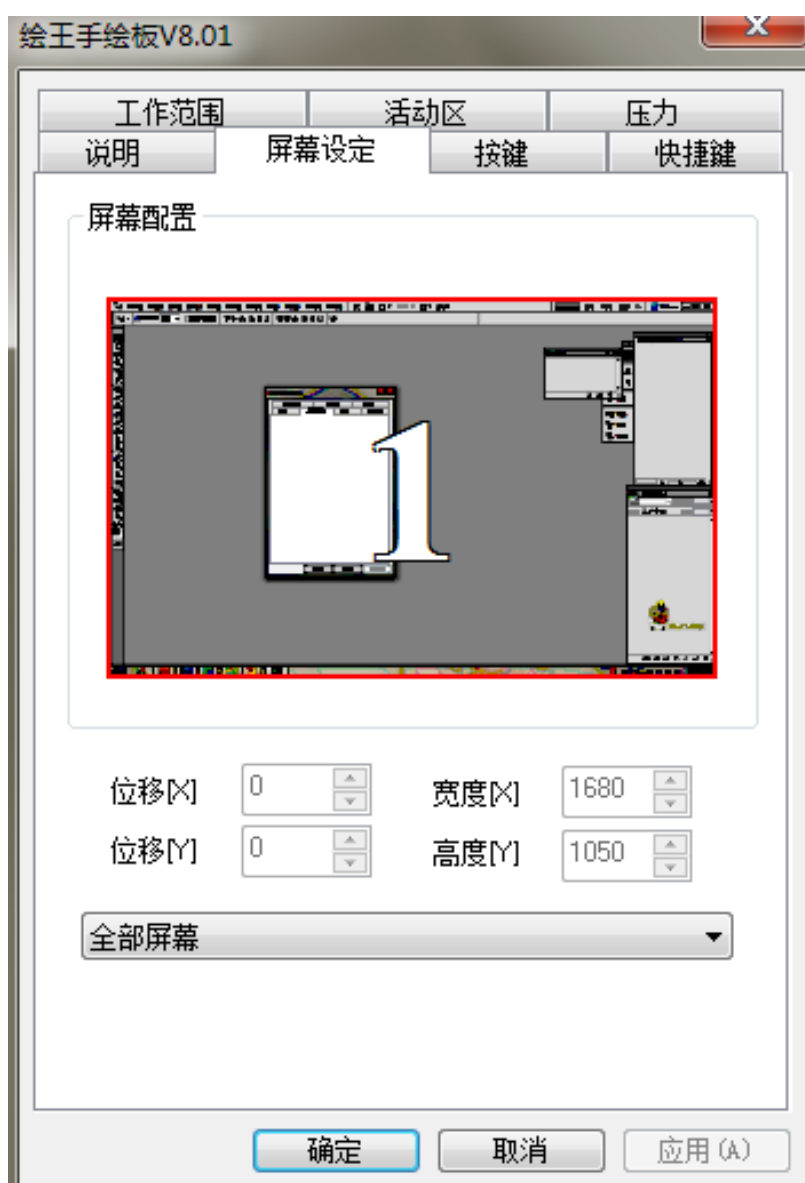 绘王手绘板V8.01
工作范围 活动区 压力
说明 屏幕设定 按键 快捷鍵
屏幕配置
1
位移[X] 0 宽度[X] 1680
位移[Y] 0 高度[Y] 1050
全部屏幕
确定 取消 应用(A)